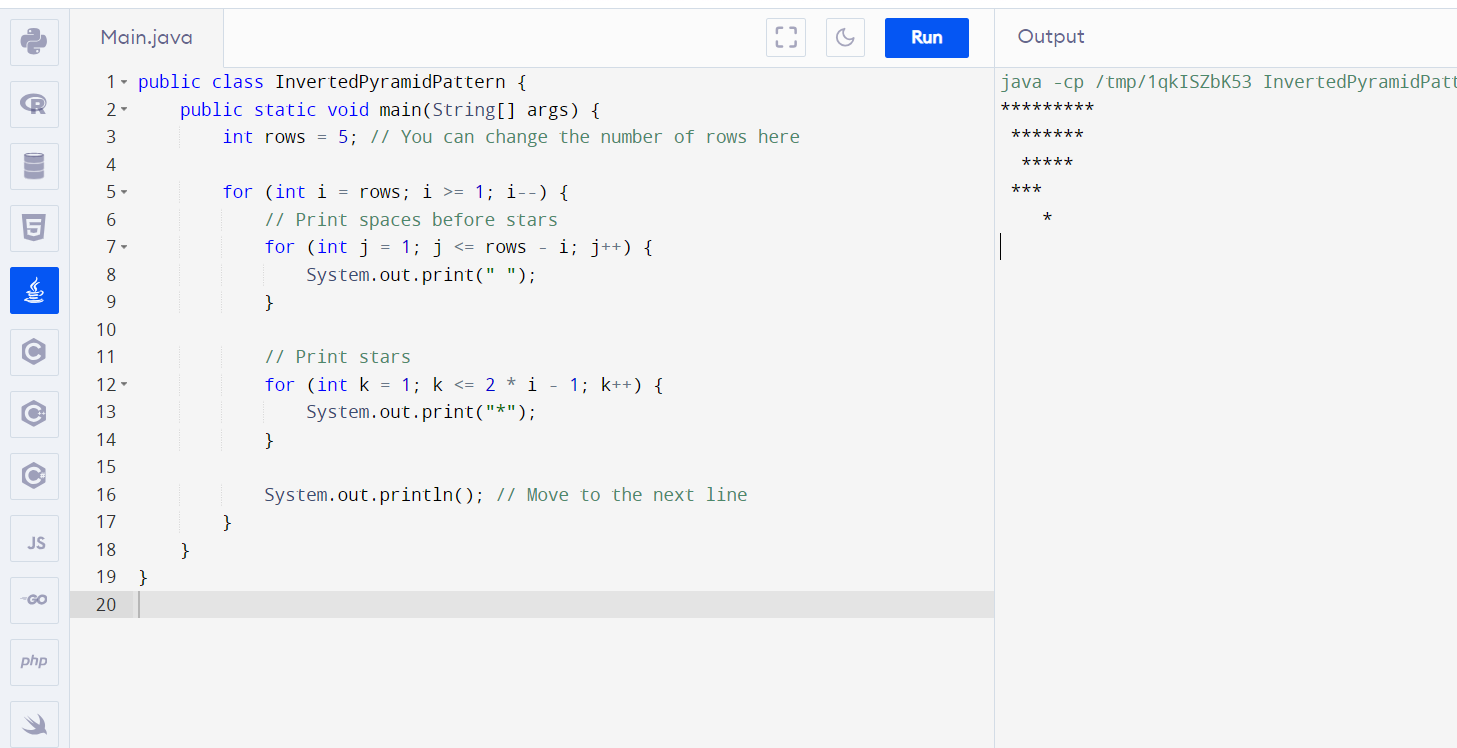 Main.java
Run
Output
1 public class InvertedPyramidPattern {
2     public static void main(String[] args) {
3         int rows = 5; // You can change the number of rows here
4
5         for (int i = rows; i >= 1; i--) {
6             // Print spaces before stars
7             for (int j = 1; j <= rows - i; j++) {
8                 System.out.print(" ");
9             }
10
11             // Print stars
12             for (int k = 1; k <= 2 * i - 1; k++) {
13                 System.out.print("*");
14             }
15
16             System.out.println(); // Move to the next line
17         }
18     }
19 }
20
java -cp /tmp/1qkISZbK53 InvertedPyramidPatt
*********
 *******
  *****
 ***
    *
R
5
C
C
C
JS
GO
php